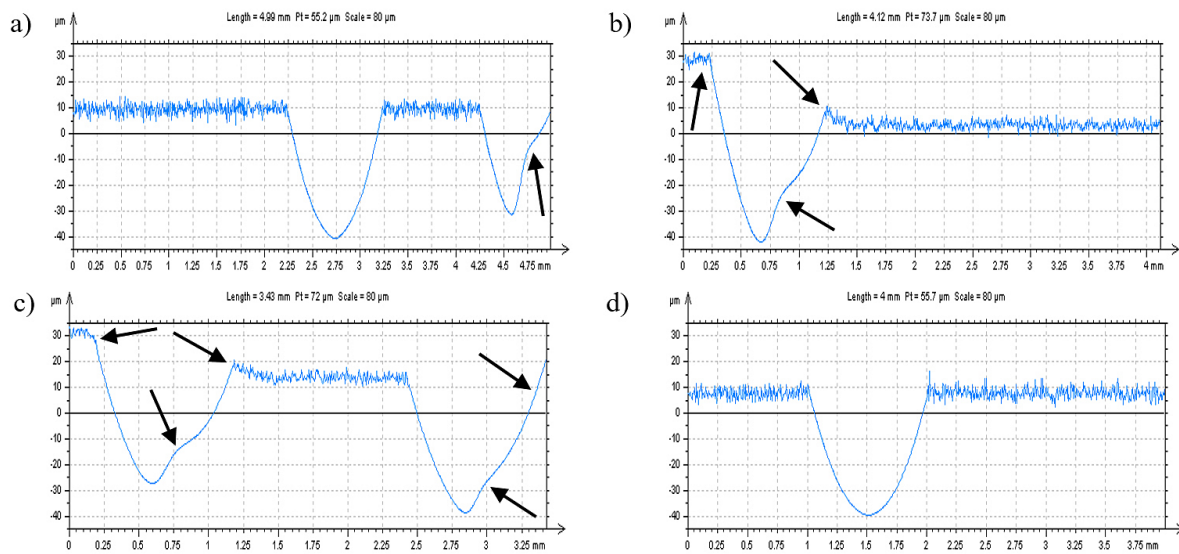 a)
Length = 4.99 mm Pt = 55.2 µm Scale = 80 µm
µm
30
20
10
0
-10
-20
-30
-40
0 0.25 0.5 0.75 1 1.25 1.5 1.75 2 2.25 2.5 2.75 3 3.25 3.5 3.75 4 4.25 4.5 4.75 mm
b)
Length = 4.12 mm Pt = 73.7 µm Scale = 80 µm
µm
30
20
10
0
-10
-20
-30
-40
0 0.25 0.5 0.75 1 1.25 1.5 1.75 2 2.25 2.5 2.75 3 3.25 3.5 3.75 4 mm
c)
Length = 3.43 mm Pt = 72 µm Scale = 80 µm
µm
30
20
10
0
-10
-20
-30
-40
0 0.25 0.5 0.75 1 1.25 1.5 1.75 2 2.25 2.5 2.75 3 3.25 mm
d)
Length = 4 mm Pt = 55.7 µm Scale = 80 µm
µm
30
20
10
0
-10
-20
-30
-40
0 0.25 0.5 0.75 1 1.25 1.5 1.75 2 2.25 2.5 2.75 3 3.25 3.5 3.75 mm